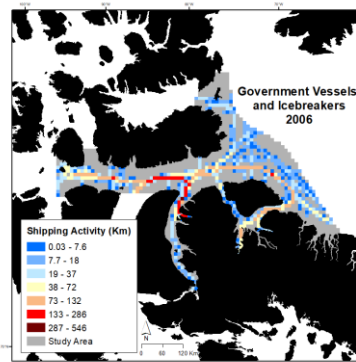 Government Vessels
and Icebreakers
2006
Shipping Activity (Km)
0.03 - 7.6
7.7 - 18
19 - 37
38 - 72
73 - 132
133 - 286
287 - 546
Study Area
N
0 60 120 Km